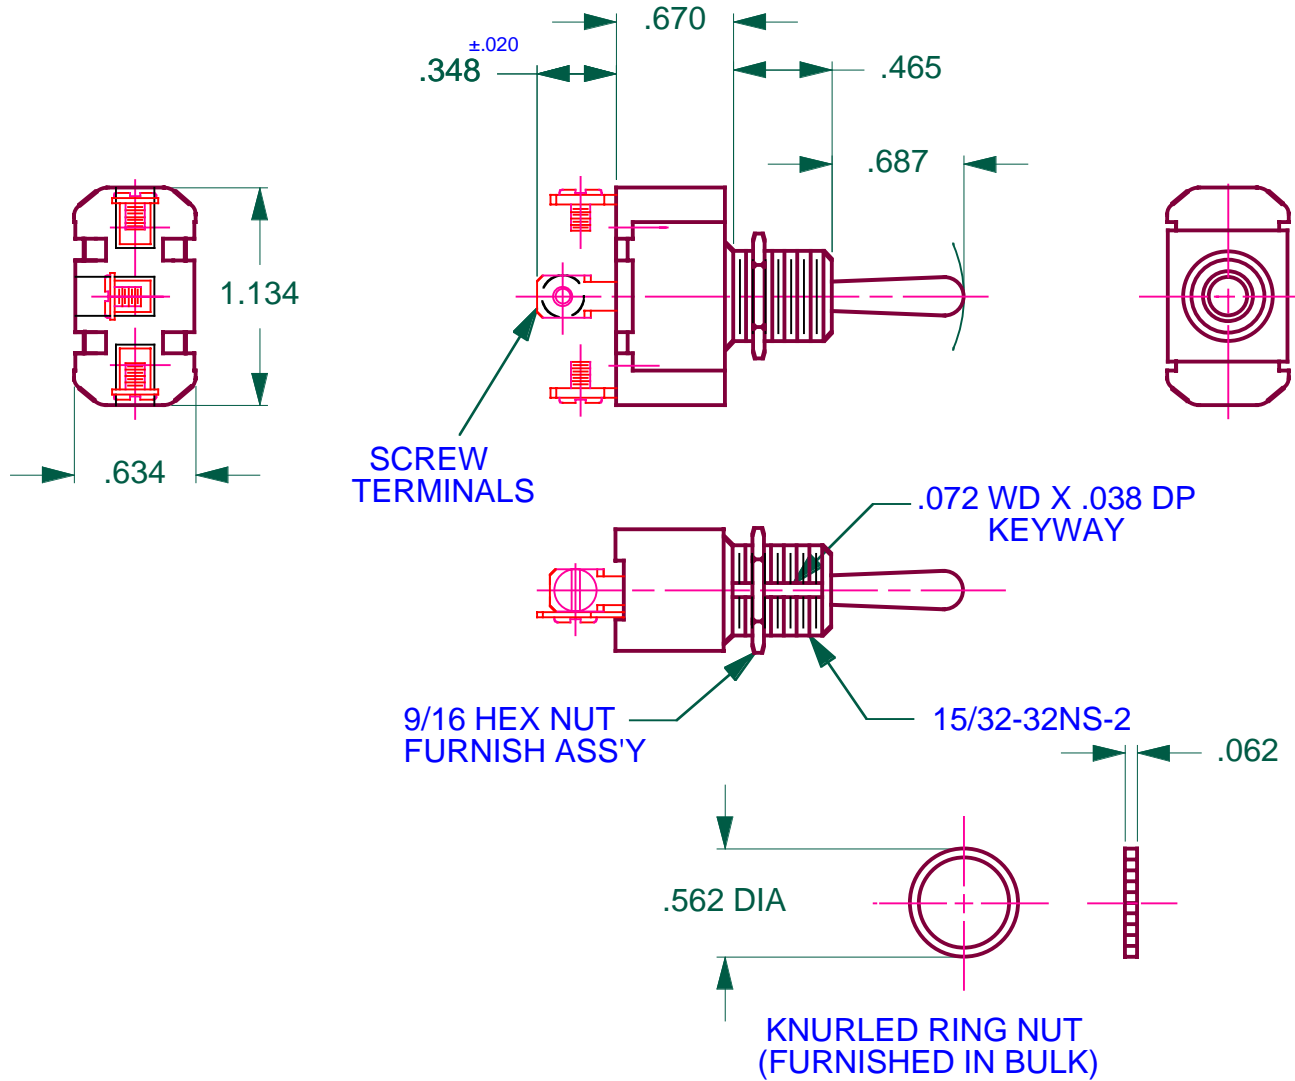 .670
±.020
.348
.465
.687
1.134
.634
SCREW
TERMINALS
.072 WD X .038 DP
KEYWAY
9/16 HEX NUT
FURNISH ASS'Y
15/32-32NS-2
.062
.562 DIA
KNURLED RING NUT
(FURNISHED IN BULK)